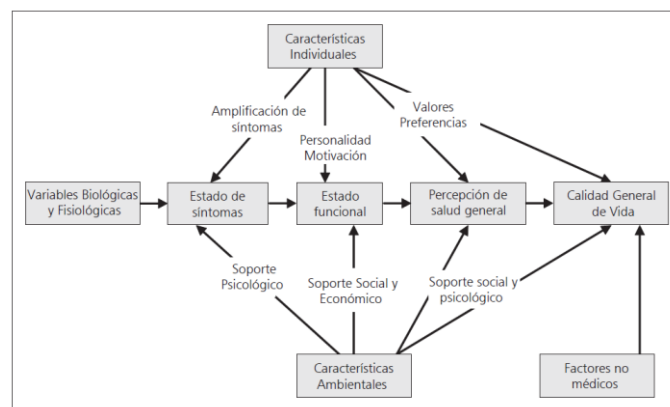 Características
Individuales
Amplificación de
síntomas
Personalidad
Motivación
Valores
Preferencias
Variables Biológicas
y Fisiológicas
Estado de
síntomas
Estado
funcional
Percepción de
salud general
Calidad General
de Vida
Soporte
Psicológico
Soporte Social y
Económico
Soporte social y
psicológico
Características
Ambientales
Factores no
médicos